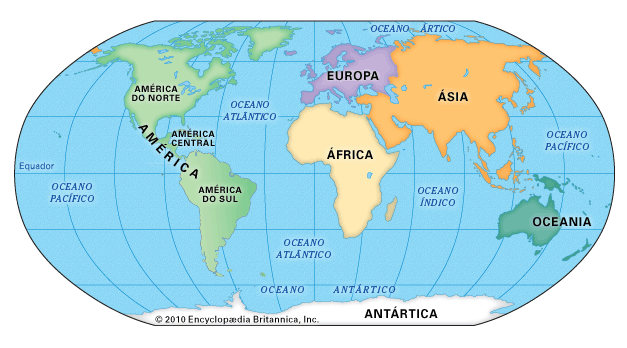 OCEANO ÁRTICO
EUROPA
ÁSIA
AMÉRICA
DO NORTE
OCEANO
ATLÂNTICO
AMÉRICA
CENTRAL
AMÉRICA
OCEANO
PACÍFICO
ÁFRICA
Equador
OCEANO
PACÍFICO
AMÉRICA
DO SUL
OCEANO
ÍNDICO
OCEANIA
OCEANO
ATLÂNTICO
OCEANO ANTÁRTICO
ANTÁRTICA
© 2010 Encyclopædia Britannica, Inc.